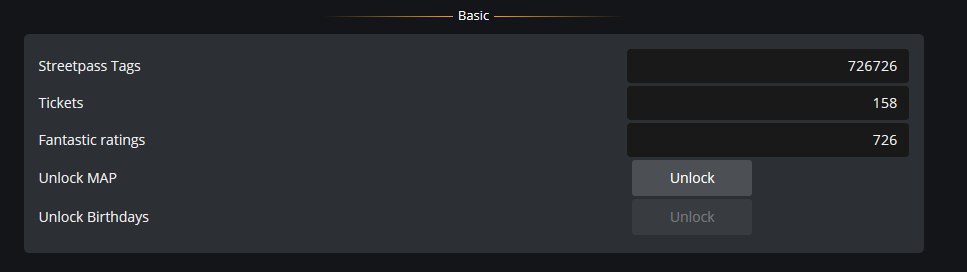 Basic
Streetpass Tags 726726
Tickets 158
Fantastic ratings 726
Unlock MAP Unlock
Unlock Birthdays Unlock